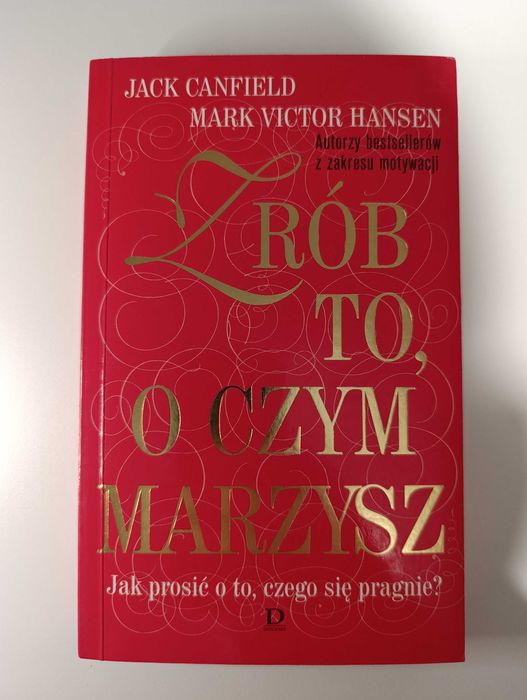 JACK CANFIELD
MARK VICTOR HANSEN
Autorzy bestsellerów
z zakresu motywacji
ZRÓB
TO,
O CZYM
MARZYSZ
Jak prosić o to, czego się pragnie?
D